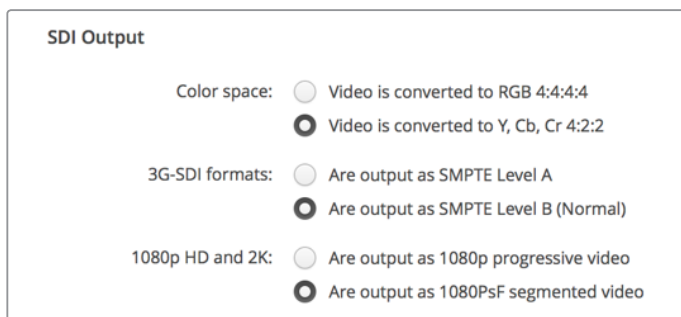 SDI Output
Color space: Video is converted to RGB 4:4:4:4
Video is converted to Y, Cb, Cr 4:2:2
3G-SDI formats: Are output as SMPTE Level A
Are output as SMPTE Level B (Normal)
1080p HD and 2K: Are output as 1080p progressive video
Are output as 1080PsF segmented video